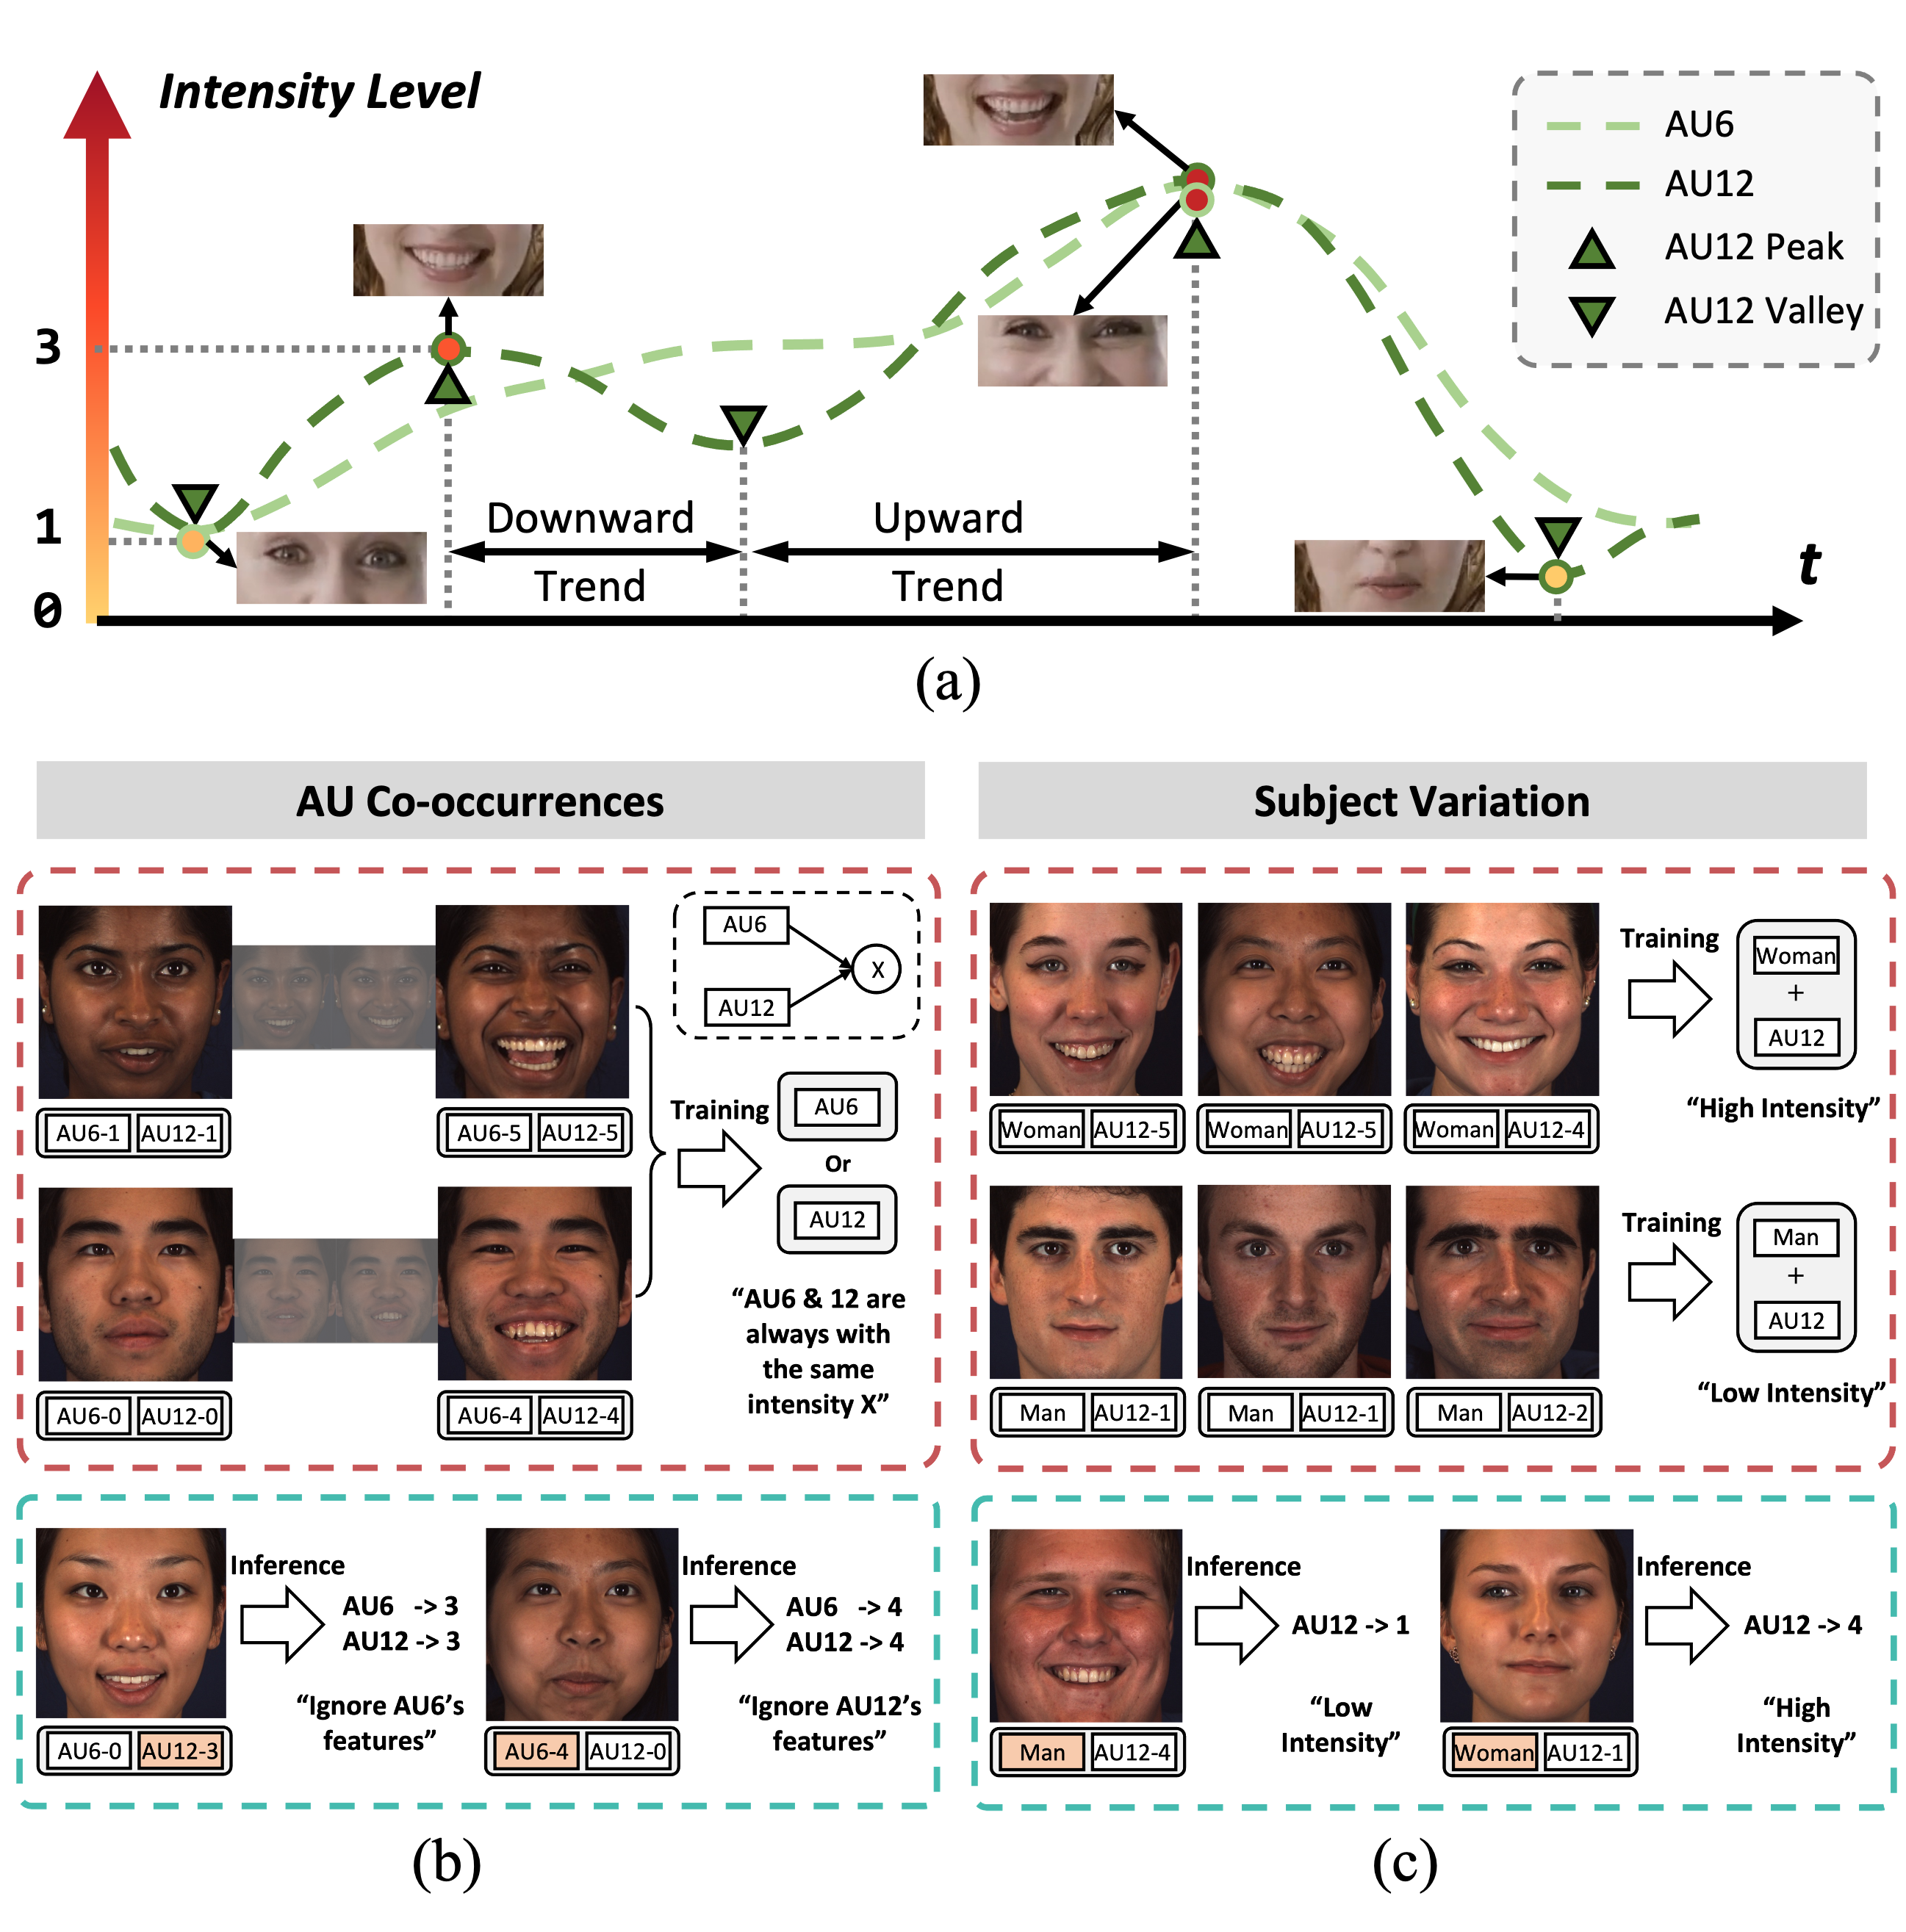 Intensity Level
AU6
AU12
AU12 Peak
AU12 Valley
3
1
0
Downward
Trend
Upward
Trend
t
(a)
AU Co-occurrences
Subject Variation
AU6
AU12
X
AU6-1 AU12-1
AU6-5 AU12-5
Training
AU6
Or
AU12
AU6-0 AU12-0
AU6-4 AU12-4
“AU6 & 12 are
always with
the same
intensity X”
Woman AU12-5
Woman AU12-5
Woman AU12-4
Training
Woman
+
AU12
“High Intensity”
Man AU12-1
Man AU12-1
Man AU12-2
Training
Man
+
AU12
“Low Intensity”
AU6-0 AU12-3
Inference
AU6 -> 3
AU12 -> 3
“Ignore AU6’s
features”
AU6-4 AU12-0
Inference
AU6 -> 4
AU12 -> 4
“Ignore AU12’s
features”
Man AU12-4
Inference
AU12 -> 1
“Low
Intensity”
Woman AU12-1
Inference
AU12 -> 4
“High
Intensity”
(b)
(c)